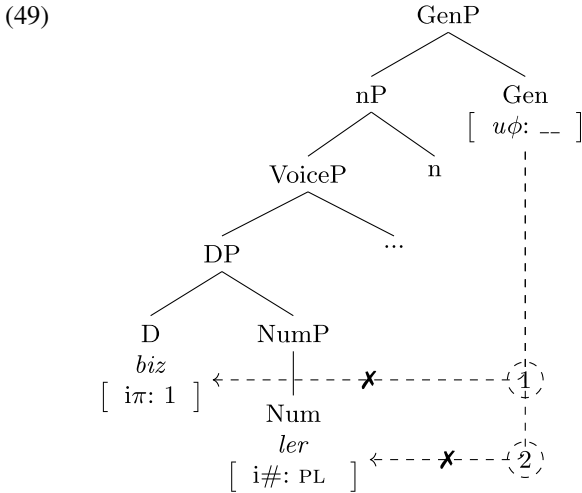 (49)
GenP
nP Gen
[ uϕ: __ ]
VoiceP n
DP ...
D NumP
biz
[ iπ: 1 ] ✗ 1
Num
ler
[ i#: PL ] ✗ 2